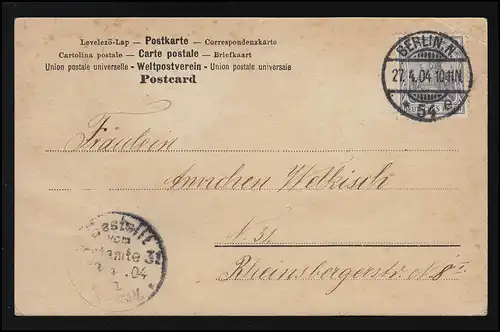 Levelező-Lap — Postkarte — Correspondenzkarte
Cartolina postale — Carte postale — Briefkaart
Union postale universelle — Weltpostverein - Union postale universale
Postcard
BERLIN. N.
27.4.04 10-11N
* 54 e
Fräulein
Annchen Welkisch
N. 31
Rheinsbergerstr. N 8
Bestellt
vom
Postamte 31
.04